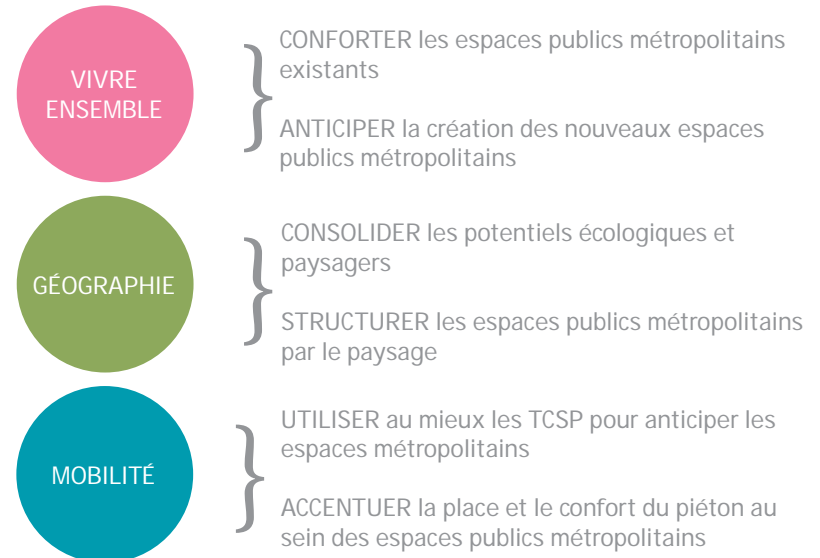 VIVRE
ENSEMBLE
CONFORTER les espaces publics métropolitains
existants
ANTICIPER la création des nouveaux espaces
publics métropolitains
GÉOGRAPHIE
CONSOLIDER les potentiels écologiques et
paysagers
STRUCTURER les espaces publics métropolitains
par le paysage
MOBILITÉ
UTILISER au mieux les TCSP pour anticiper les
espaces métropolitains
ACCENTUER la place et le confort du piéton au
sein des espaces publics métropolitains